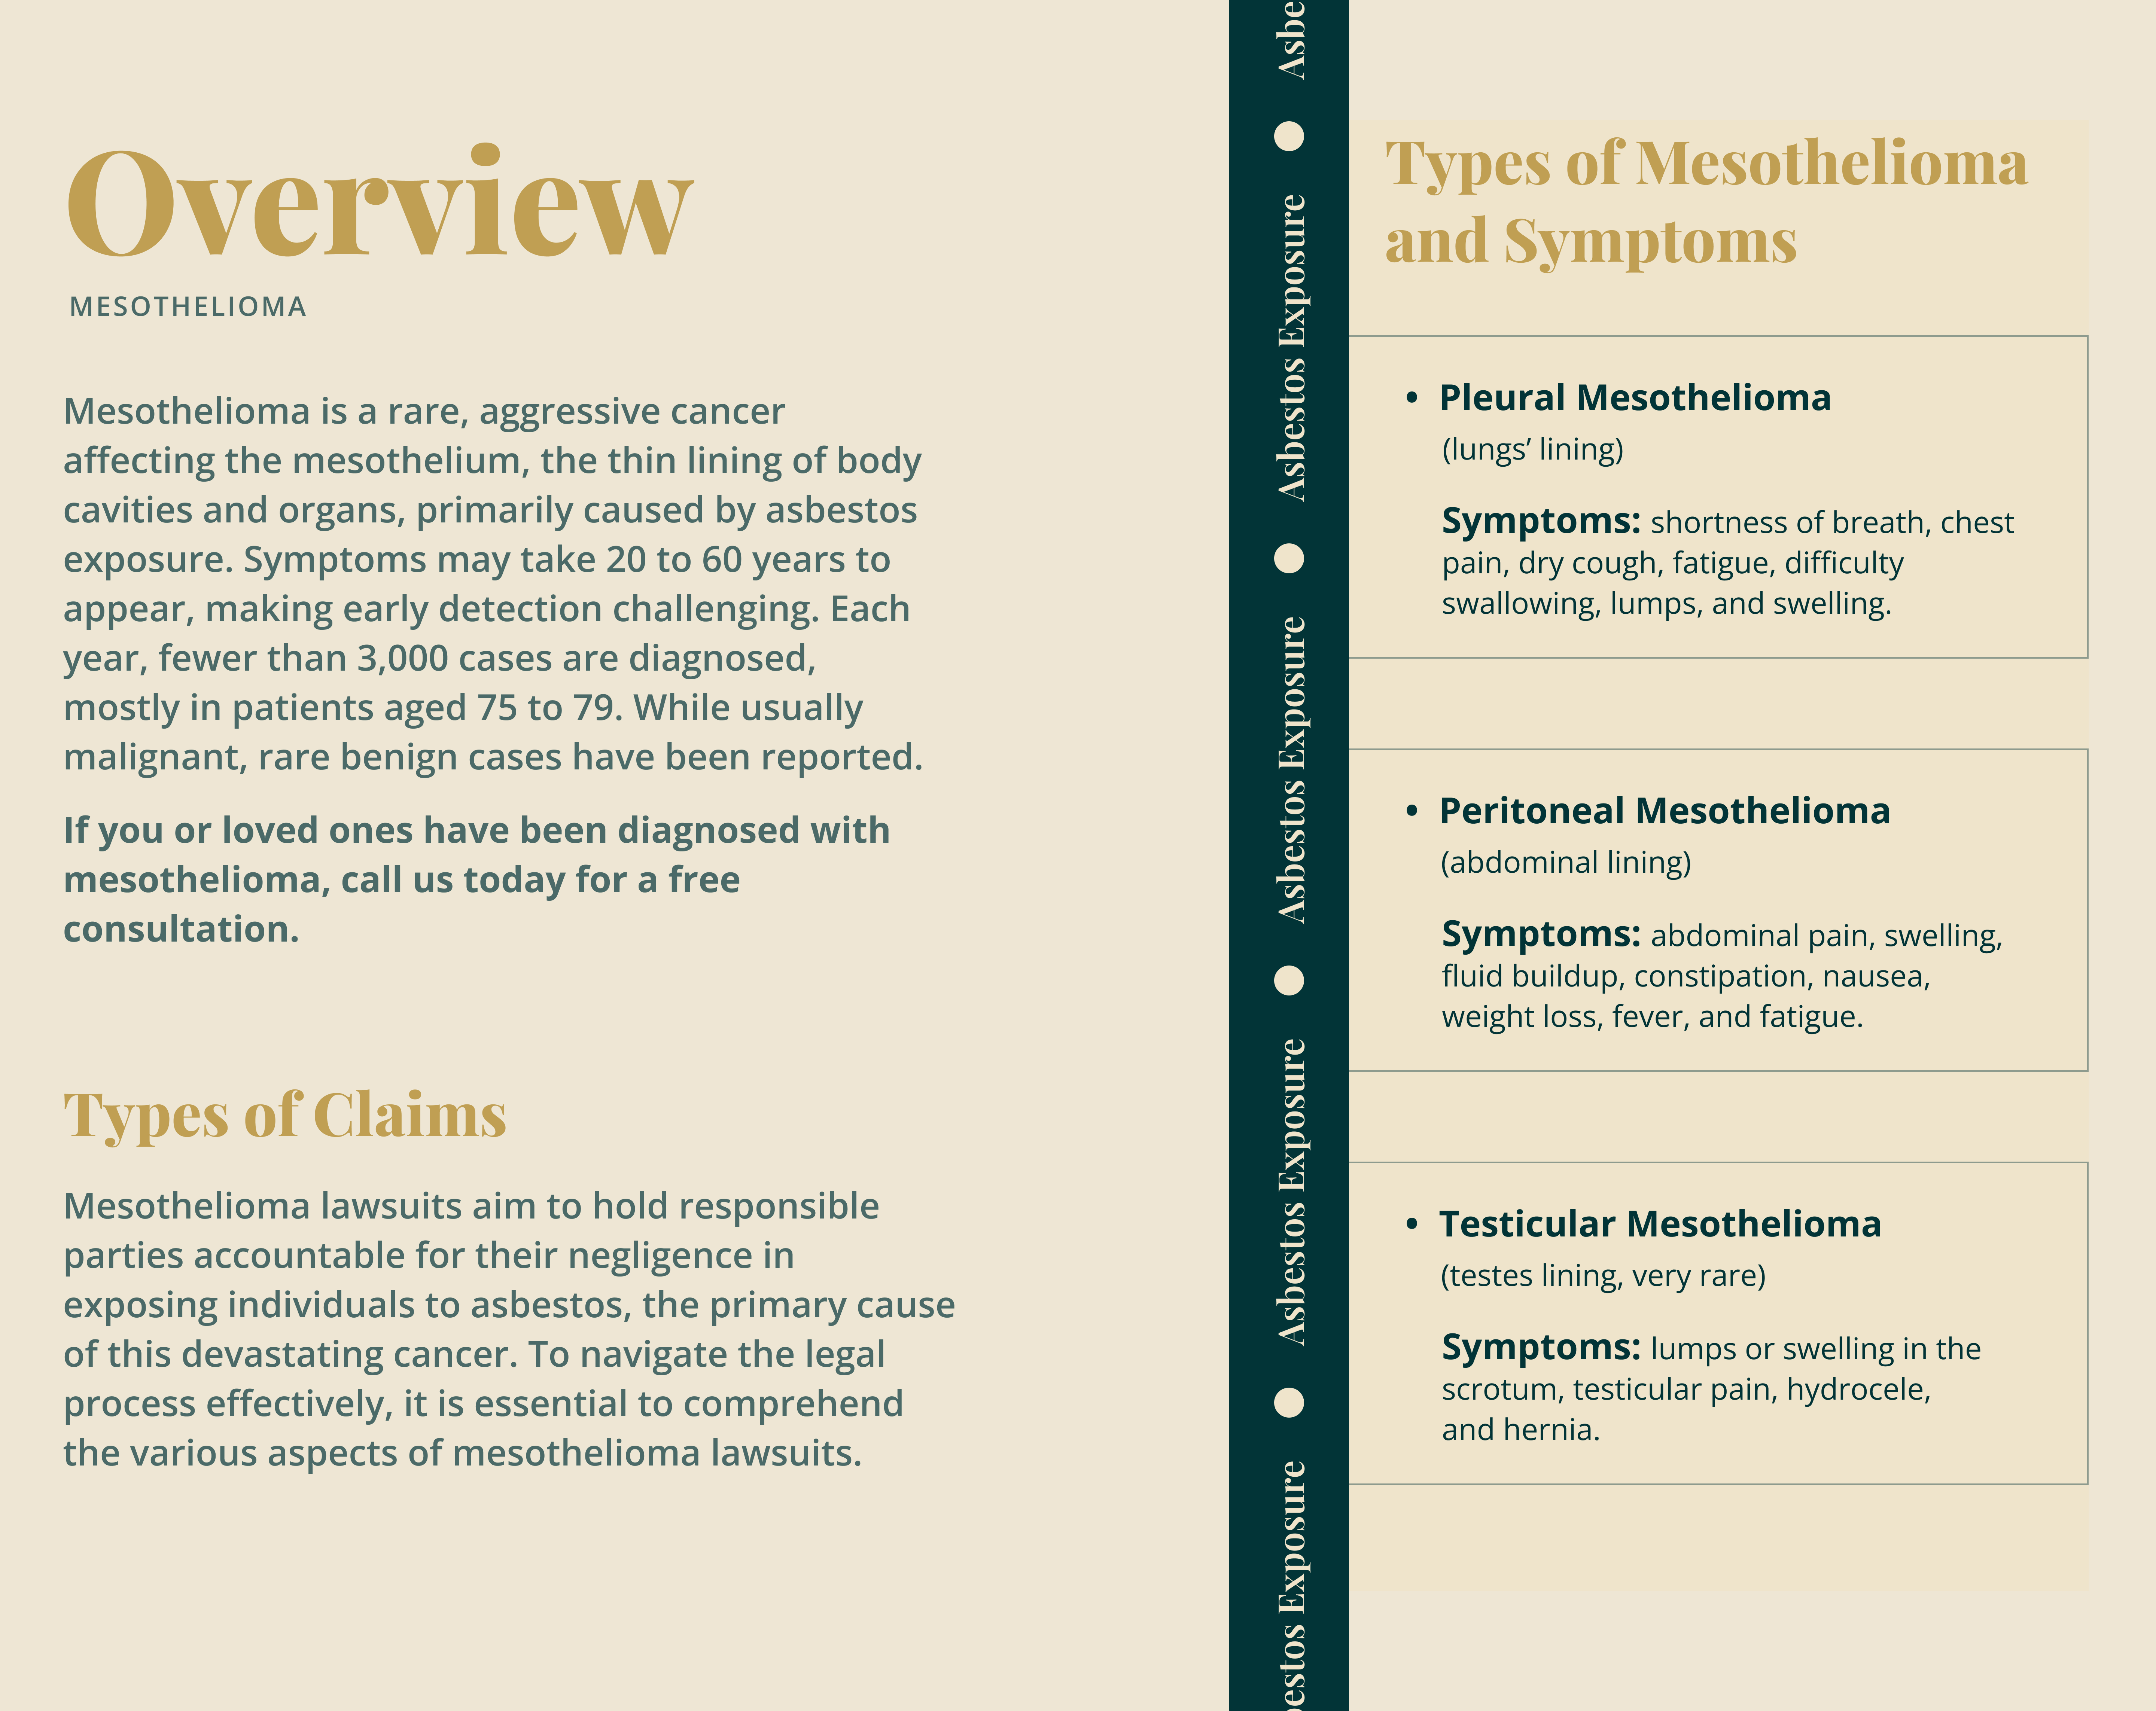 Overview
MESOTHELIOMA
Mesothelioma is a rare, aggressive cancer
affecting the mesothelium, the thin lining of body
cavities and organs, primarily caused by asbestos
exposure. Symptoms may take 20 to 60 years to
appear, making early detection challenging. Each
year, fewer than 3,000 cases are diagnosed,
mostly in patients aged 75 to 79. While usually
malignant, rare benign cases have been reported.
If you or loved ones have been diagnosed with
mesothelioma, call us today for a free
consultation.
Types of Claims
Mesothelioma lawsuits aim to hold responsible
parties accountable for their negligence in
exposing individuals to asbestos, the primary cause
of this devastating cancer. To navigate the legal
process effectively, it is essential to comprehend
the various aspects of mesothelioma lawsuits.
Asbe
Asbestos Exposure
Asbestos Exposure
Asbestos Exposure
estos Exposure
Types of Mesothelioma
and Symptoms
• Pleural Mesothelioma
(lungs’ lining)
Symptoms: shortness of breath, chest
pain, dry cough, fatigue, difficulty
swallowing, lumps, and swelling.
• Peritoneal Mesothelioma
(abdominal lining)
Symptoms: abdominal pain, swelling,
fluid buildup, constipation, nausea,
weight loss, fever, and fatigue.
• Testicular Mesothelioma
(testes lining, very rare)
Symptoms: lumps or swelling in the
scrotum, testicular pain, hydrocele,
and hernia.